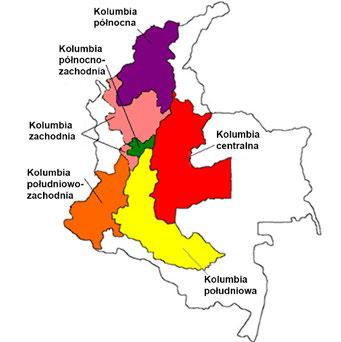 Kolumbia
północna
Kolumbia
północno-
zachodnia
Kolumbia
zachodnia
Kolumbia
centralna
Kolumbia
południowo-
zachodnia
Kolumbia
południowa